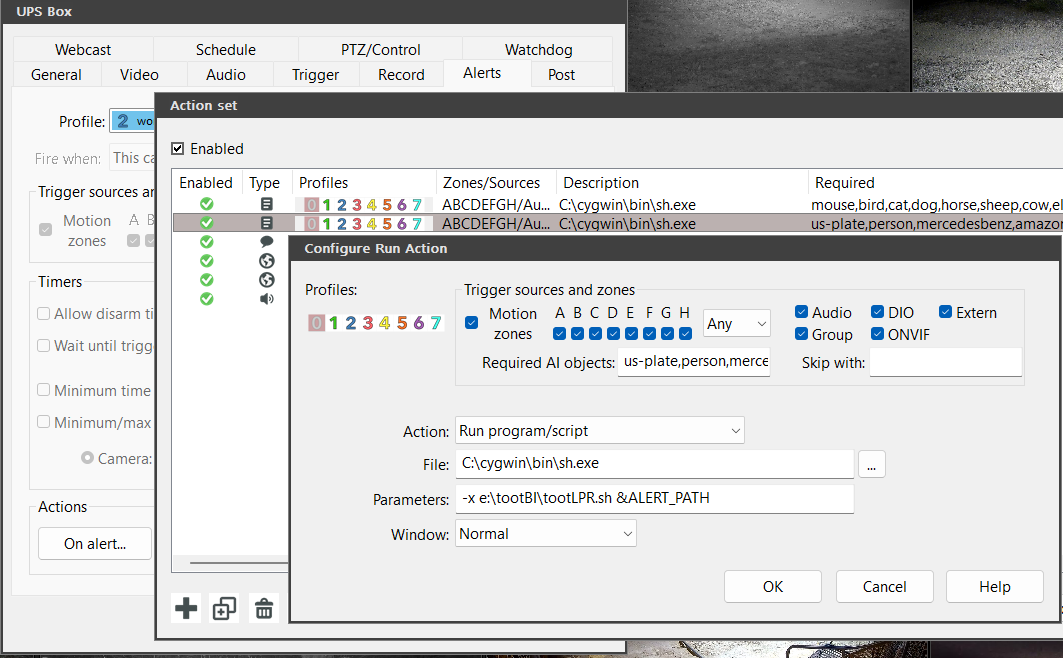 UPS Box
Webcast Schedule PTZ/Control Watchdog
General Video Audio Trigger Record Alerts Post
Profile: 2 wo
Fire when: This ca
Trigger sources ar
Motion zones A B
Timers
Allow disarm ti
Wait until trigg
Minimum time
Minimum/max
Camera:
Actions
On alert...
Action set
Enabled
Enabled Type Profiles Zones/Sources Description Required
0 1 2 3 4 5 6 7 ABCDEFGH/Au... C:\cygwin\bin\sh.exe mouse,bird,cat,dog,horse,sheep,cow,el
0 1 2 3 4 5 6 7 ABCDEFGH/Au... C:\cygwin\bin\sh.exe us-plate,person,mercedesbenz,amazor
Configure Run Action
Profiles:
0 1 2 3 4 5 6 7
Trigger sources and zones
Motion zones A B C D E F G H Any
Audio DIO Extern
Group ONVIF
Required AI objects: us-plate,person,merce Skip with:
Action: Run program/script
File: C:\cygwin\bin\sh.exe ...
Parameters: -x e:\tootBI\tootLPR.sh &ALERT_PATH
Window: Normal
OK Cancel Help